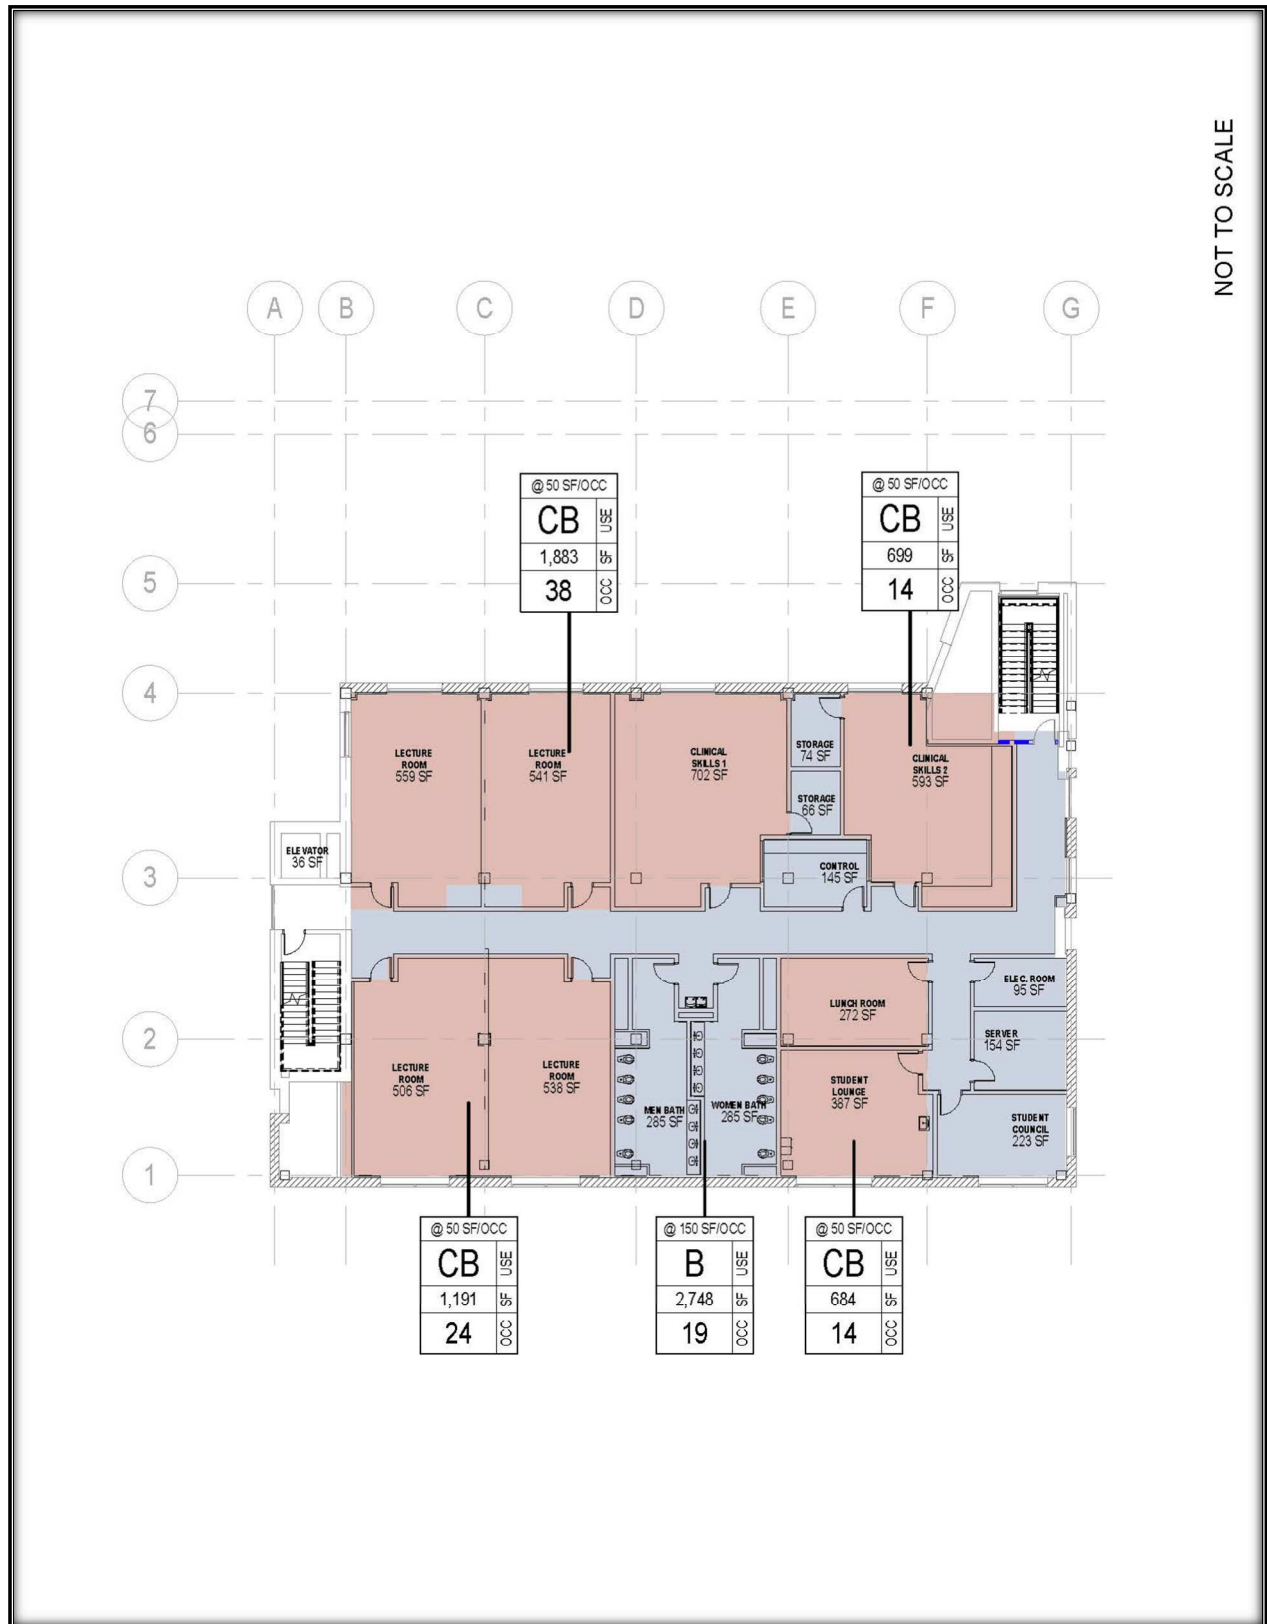 NOT TO SCALE
A
B
C
D
E
F
G
7
6
5
4
3
2
1
@ 50 SF/OCC
CB USE
1,883 SF
38 OCC
@ 50 SF/OCC
CB USE
699 SF
14 OCC
LECTURE
ROOM
559 SF
LECTURE
ROOM
541 SF
CLINICAL
SKILLS 1
702 SF
STORAGE
74 SF
STORAGE
66 SF
CLINICAL
SKILLS 2
593 SF
ELEVATOR
36 SF
CONTROL
145 SF
ELEC. ROOM
95 SF
LUNCH ROOM
272 SF
SERVER
154 SF
LECTURE
ROOM
506 SF
LECTURE
ROOM
538 SF
MEN BATH
285 SF
WOMEN BATH
285 SF
STUDENT
LOUNGE
387 SF
STUDENT
COUNCIL
223 SF
@ 50 SF/OCC
CB USE
1,191 SF
24 OCC
@ 150 SF/OCC
B USE
2,748 SF
19 OCC
@ 50 SF/OCC
CB USE
684 SF
14 OCC